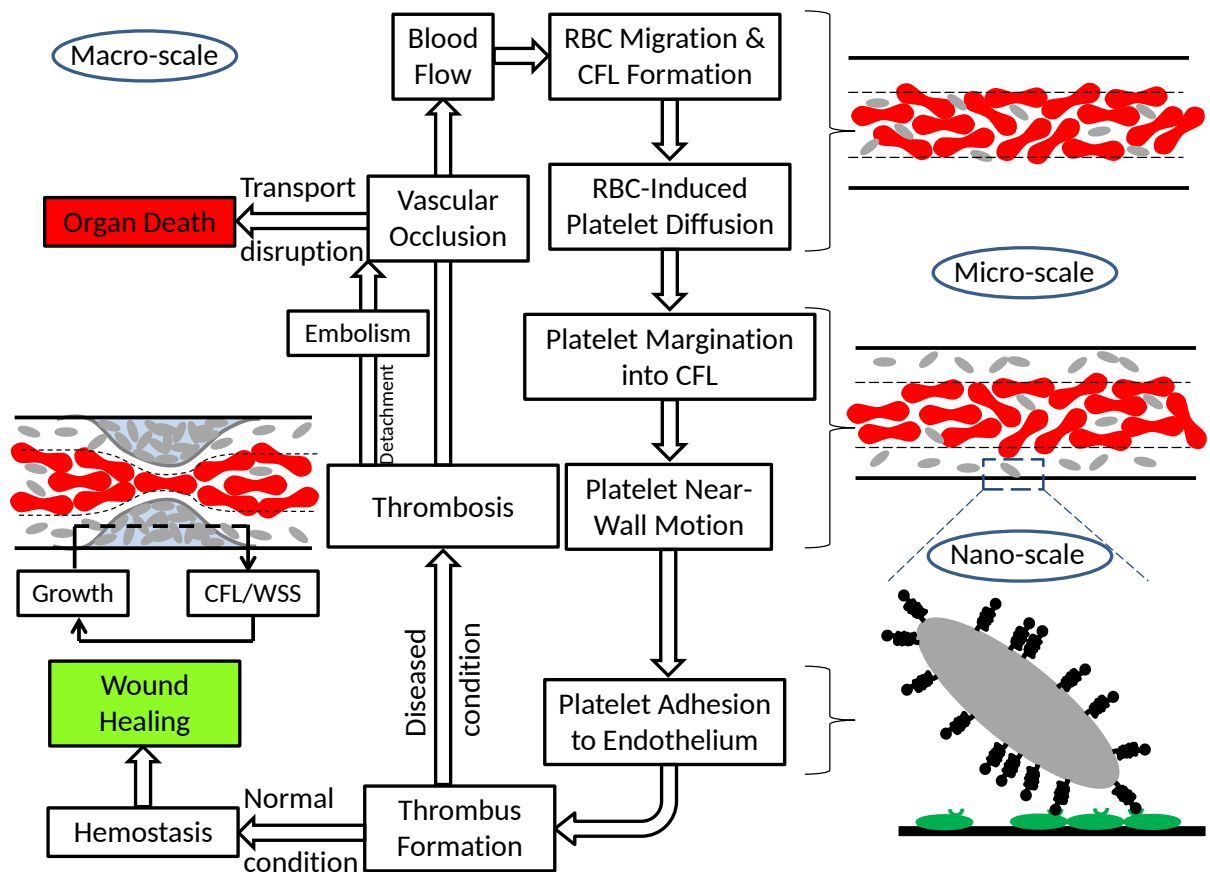 Macro-scale
Blood
Flow
RBC Migration &
CFL Formation
RBC-Induced
Platelet Diffusion
Transport
disruption
Organ Death
Vascular
Occlusion
Micro-scale
Embolism
Platelet Margination
into CFL
Detachment
Thrombosis
Platelet Near-
Wall Motion
Nano-scale
Growth
CFL/WSS
Diseased
condition
Wound
Healing
Platelet Adhesion
to Endothelium
Normal
condition
Hemostasis
Thrombus
Formation